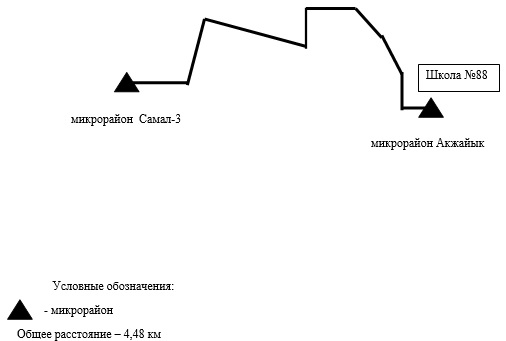 Школа №88
микрорайон Самал-3
микрорайон Акжайык
Условные обозначения:
- микрорайон
Общее расстояние – 4,48 км